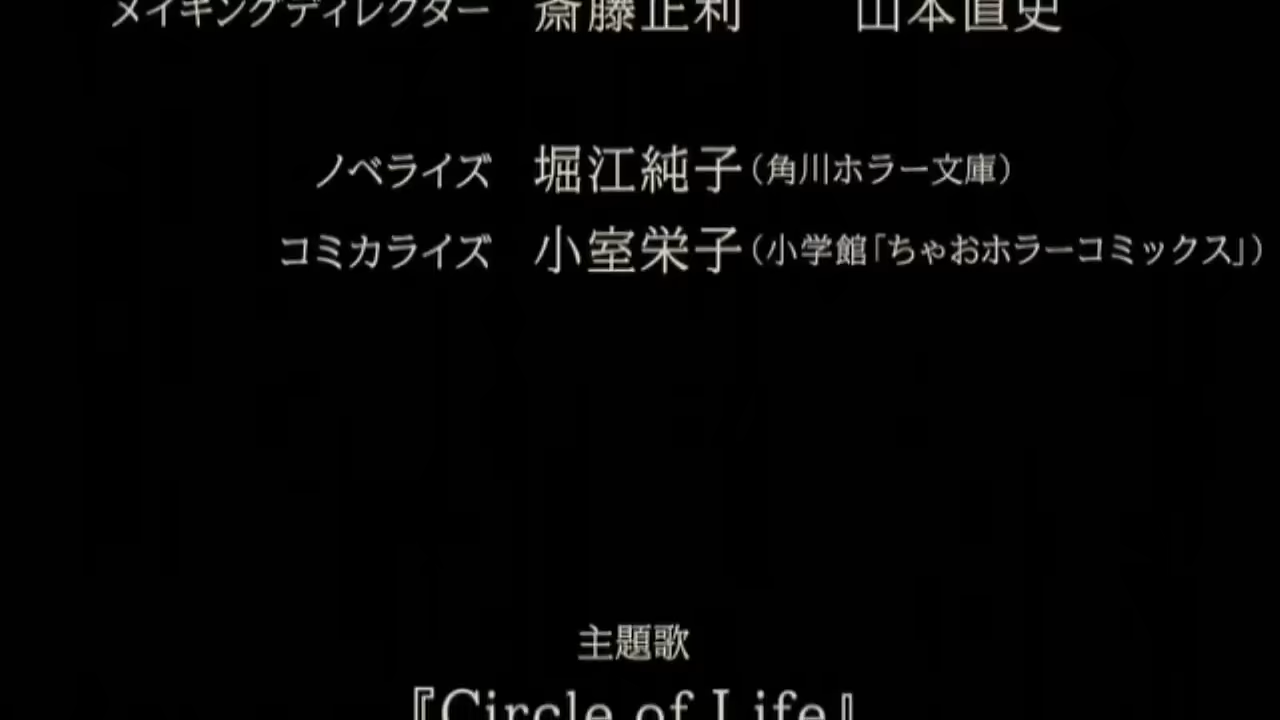 メイキングディレクター 斎藤正利 山本直史
ノベライズ 堀江純子（角川ホラー文庫）
コミカライズ 小室栄子（小学館「ちゃおホラーコミックス」）
主題歌
『Circle of Life』